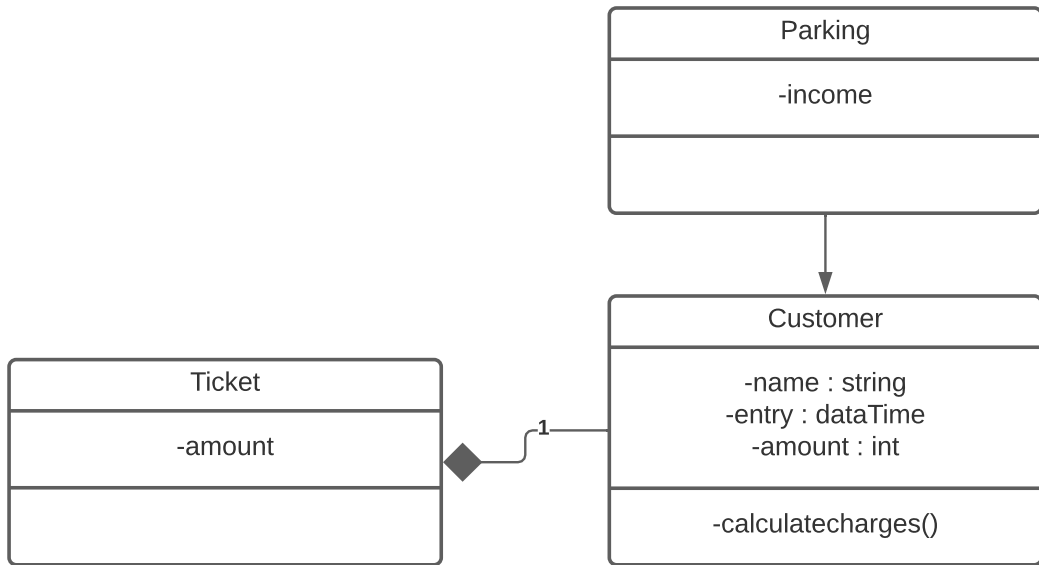 Parking
-income
Customer
-name : string
-entry : dataTime
-amount : int
-calculatecharges()
Ticket
-amount
1